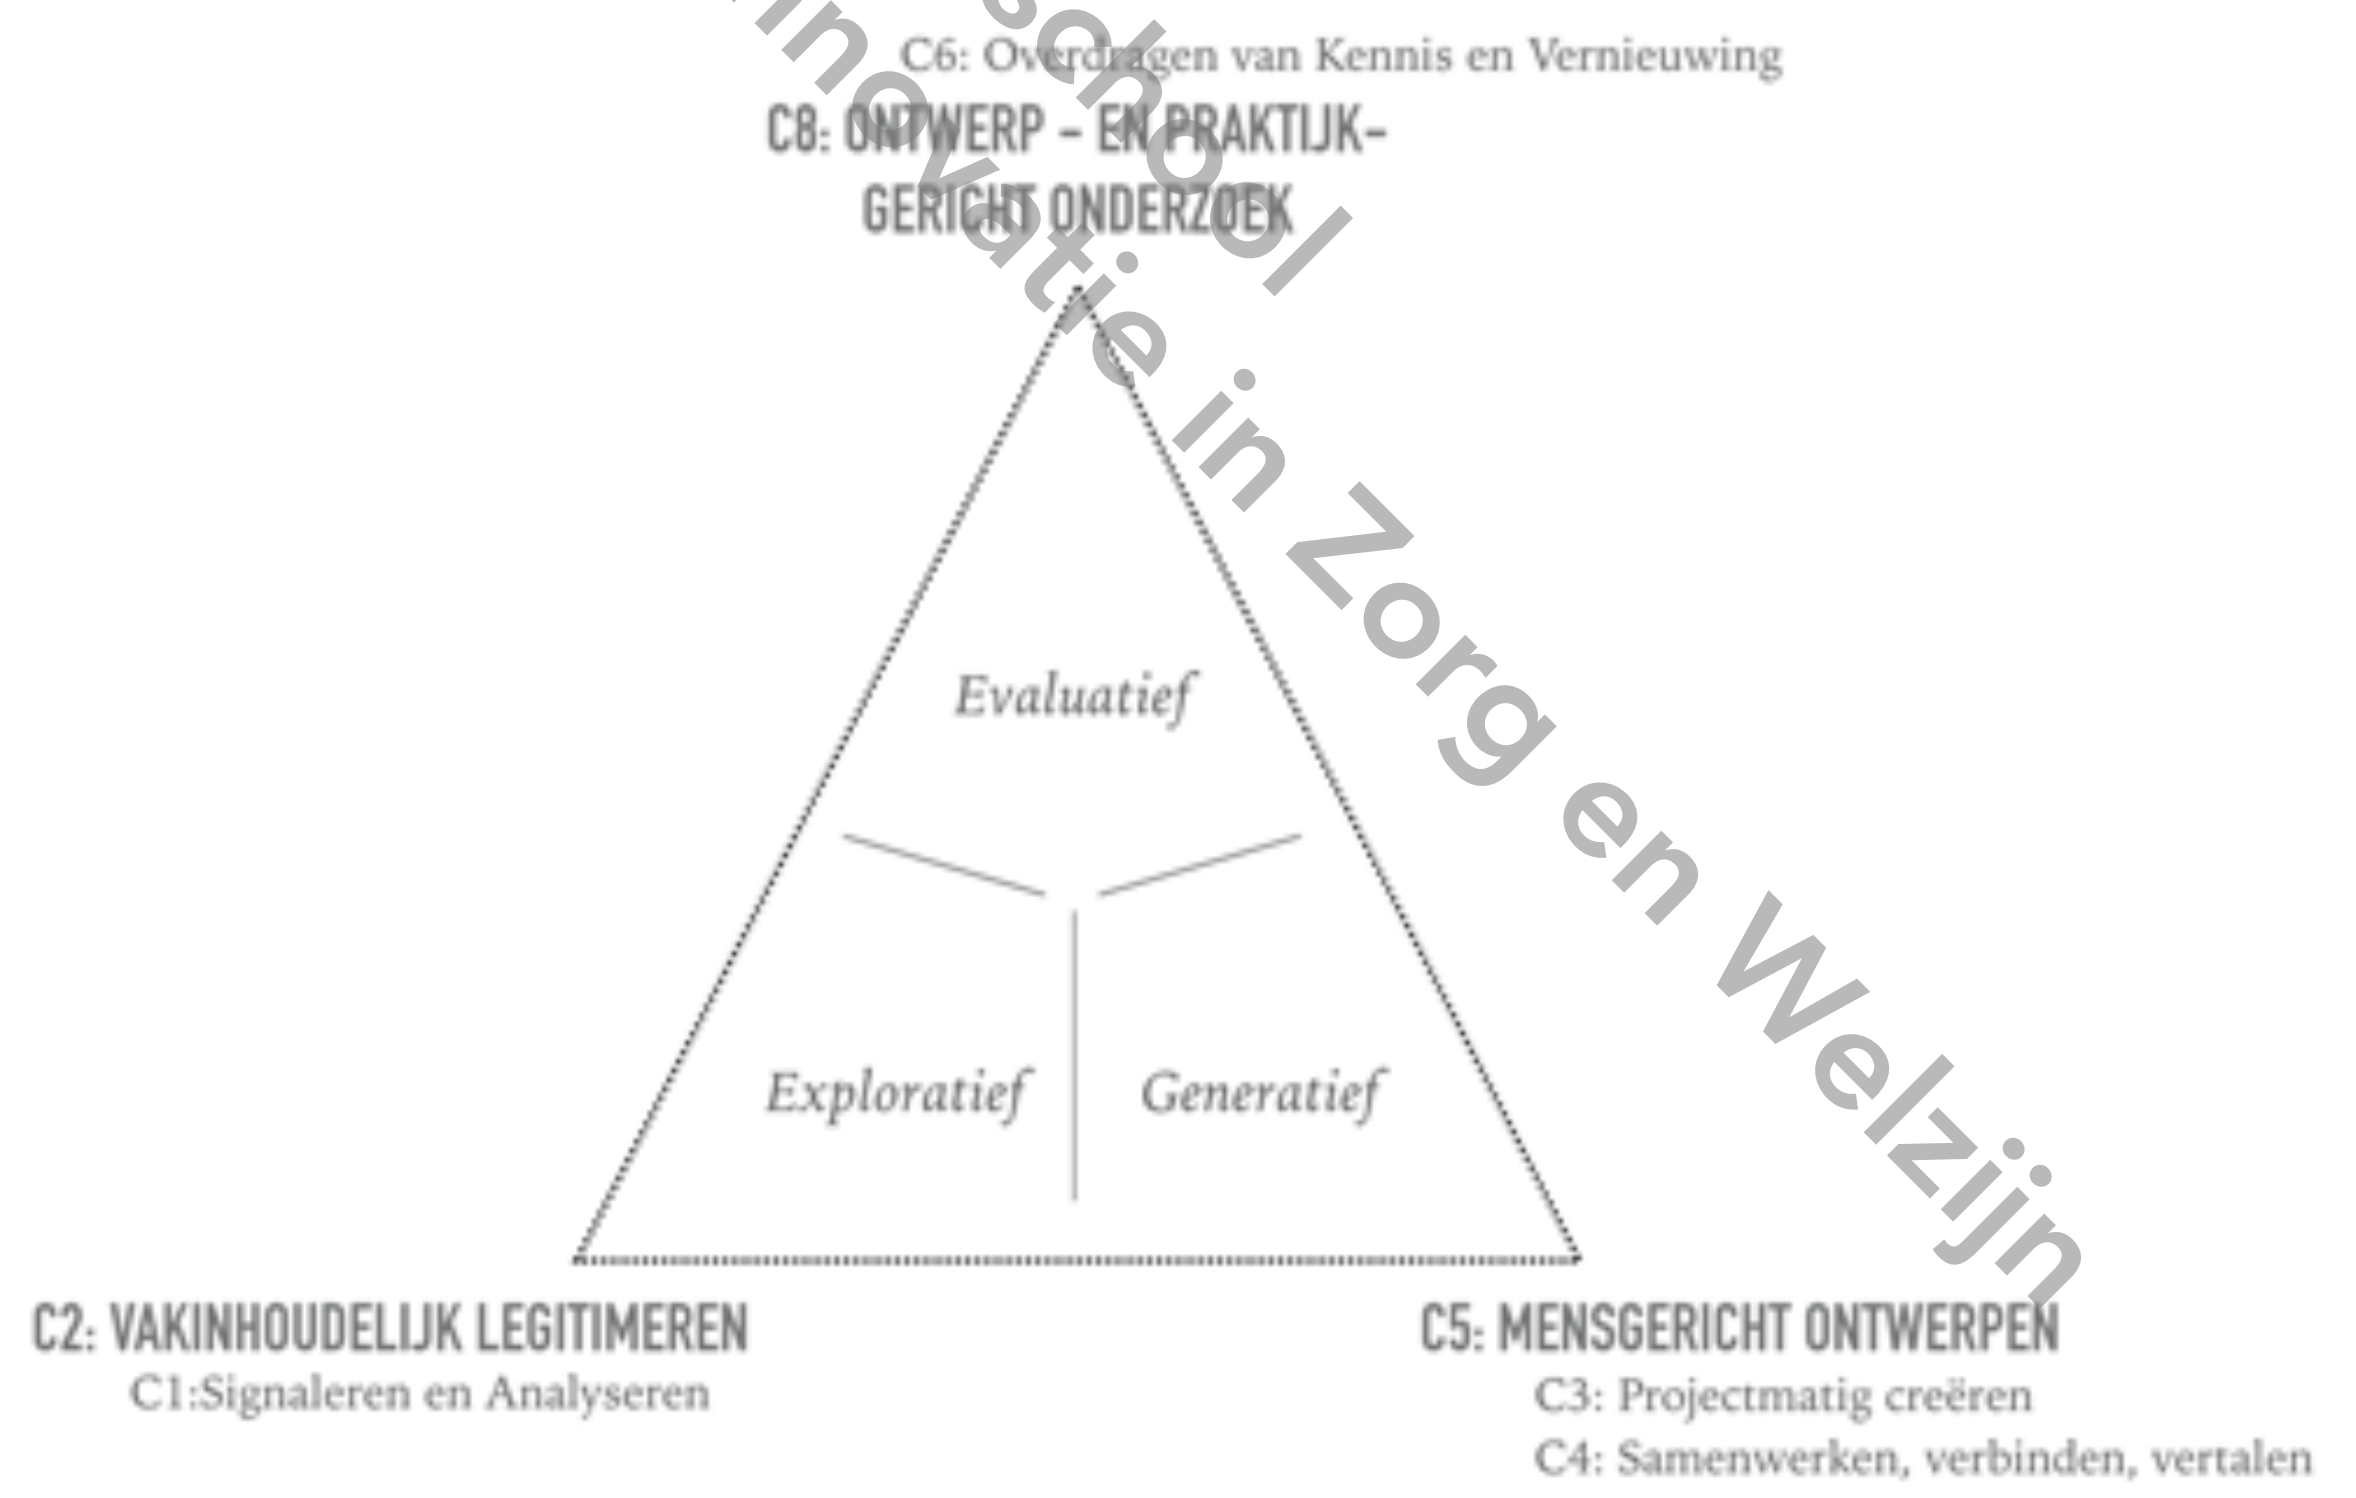 C6: Overdragen van Kennis en Vernieuwing
C8: ONTWERP - EN PRAKTIJK-
GERICHT ONDERZOEK
school
innovatie in Zorg en Welzijn
Evaluatief
Exploratief
Generatief
C2: VAKINHOUDELIJK LEGITIMEREN
C1:Signaleren en Analyseren
C5: MENSGERICHT ONTWERPEN
C3: Projectmatig creëren
C4: Samenwerken, verbinden, vertalen